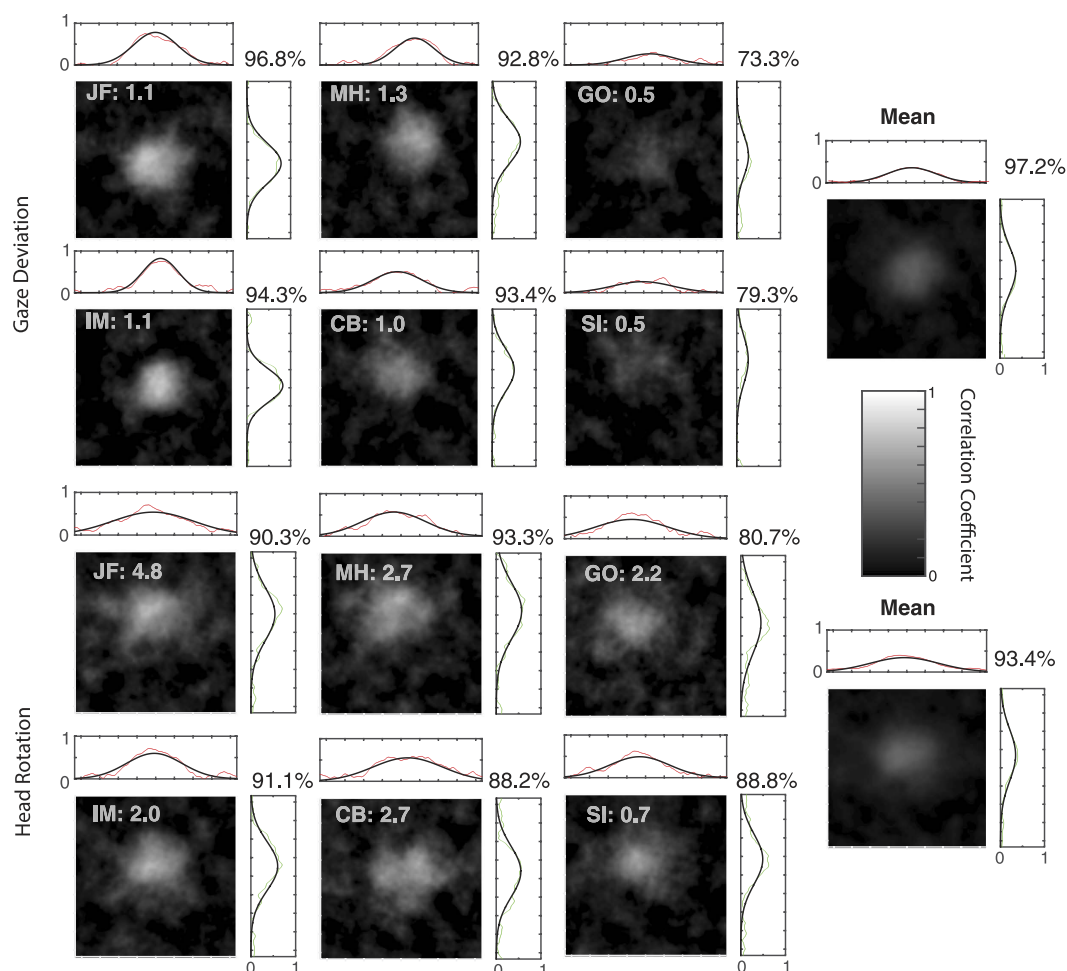 1
0
96.8%
JF: 1.1
92.8%
MH: 1.3
73.3%
GO: 0.5
Gaze Deviation
1
0
94.3%
IM: 1.1
93.4%
CB: 1.0
79.3%
SI: 0.5
Mean
1
0
97.2%
0 1
1
0
Correlation Coefficient
1
0
90.3%
JF: 4.8
93.3%
MH: 2.7
80.7%
GO: 2.2
Head Rotation
1
0
91.1%
IM: 2.0
0 1
88.2%
CB: 2.7
0 1
88.8%
SI: 0.7
0 1
Mean
1
0
93.4%
0 1